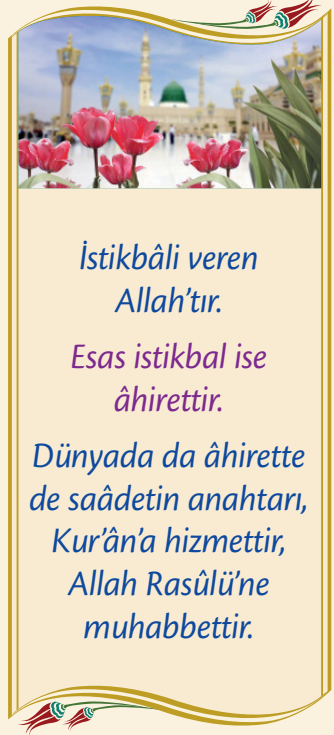 İstikbâli veren
Allah’tır.
Esas istikbal ise
âhirettir.
Dünyada da âhirette
de saâdetin anahtarı,
Kur’ân’a hizmettir,
Allah Rasûlü’ne
muhabbettir.